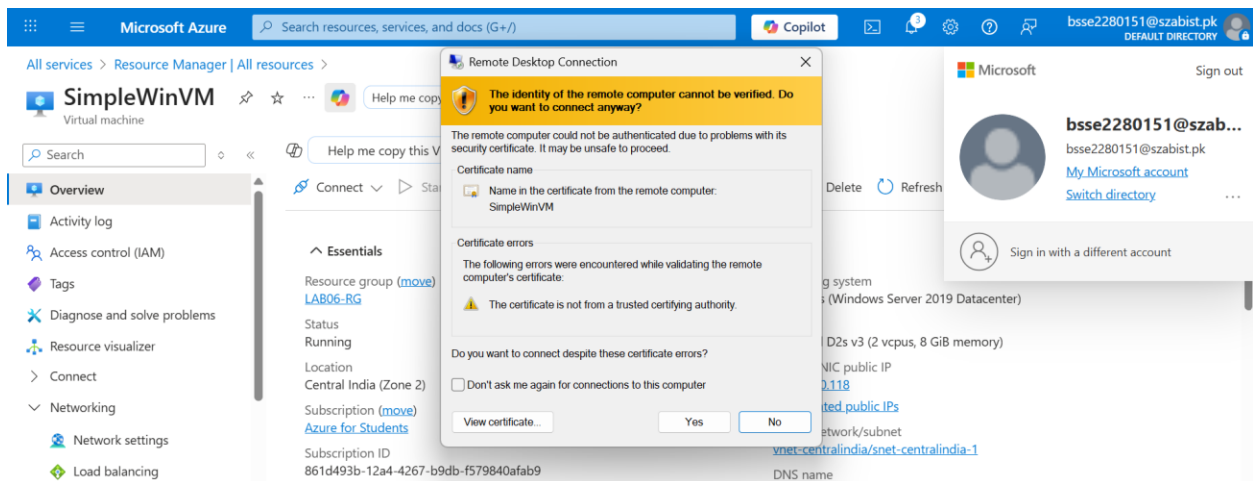 Microsoft Azure
Search resources, services, and docs (G+/)
Copilot
3
bsse2280151@szabist.pk
DEFAULT DIRECTORY
All services > Resource Manager | All resources >
SimpleWinVM
Virtual machine
Help me copy
Search
Help me copy this V
Connect
Delete
Refresh
Overview
Activity log
Access control (IAM)
Tags
Diagnose and solve problems
Resource visualizer
Connect
Networking
Network settings
Load balancing
Essentials
Resource group (move)
LAB06-RG
Status
Running
Location
Central India (Zone 2)
Subscription (move)
Azure for Students
Subscription ID
861d493b-12a4-4267-b9db-f579840afab9
Remote Desktop Connection
The identity of the remote computer cannot be verified. Do
you want to connect anyway?
The remote computer could not be authenticated due to problems with its
security certificate. It may be unsafe to proceed.
Certificate name
Name in the certificate from the remote computer:
SimpleWinVM
Certificate errors
The following errors were encountered while validating the remote
computer's certificate:
The certificate is not from a trusted certifying authority.
Do you want to connect despite these certificate errors?
Don't ask me again for connections to this computer
View certificate...
Yes
No
system
(Windows Server 2019 Datacenter)
D2s v3 (2 vcpus, 8 GiB memory)
NIC public IP
0.118
public IPs
vnet-centralindia/snet-centralindia-1
DNS name
Microsoft
Sign out
bsse2280151@szab...
bsse2280151@szabist.pk
My Microsoft account
Switch directory
...
Sign in with a different account